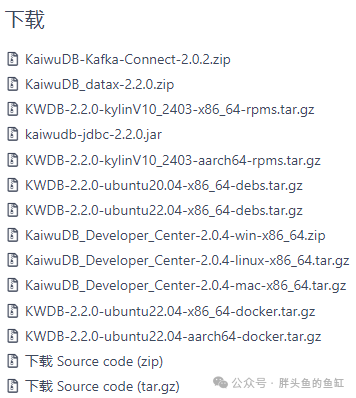 下载
KaiwuDB-Kafka-Connect-2.0.2.zip
KaiwuDB_datax-2.2.0.zip
KWDB-2.2.0-kylinV10_2403-x86_64-rpms.tar.gz
kaiwudb-jdbc-2.2.0.jar
KWDB-2.2.0-kylinV10_2403-aarch64-rpms.tar.gz
KWDB-2.2.0-ubuntu20.04-x86_64-debs.tar.gz
KWDB-2.2.0-ubuntu22.04-x86_64-debs.tar.gz
KaiwuDB_Developer_Center-2.0.4-win-x86_64.zip
KaiwuDB_Developer_Center-2.0.4-linux-x86_64.tar.gz
KaiwuDB_Developer_Center-2.0.4-mac-x86_64.tar.gz
KWDB-2.2.0-ubuntu22.04-x86_64-docker.tar.gz
KWDB-2.2.0-ubuntu22.04-aarch64-docker.tar.gz
下载 Source code (zip)
下载 Source code (tar.gz)
公众号 · 胖头鱼的鱼缸